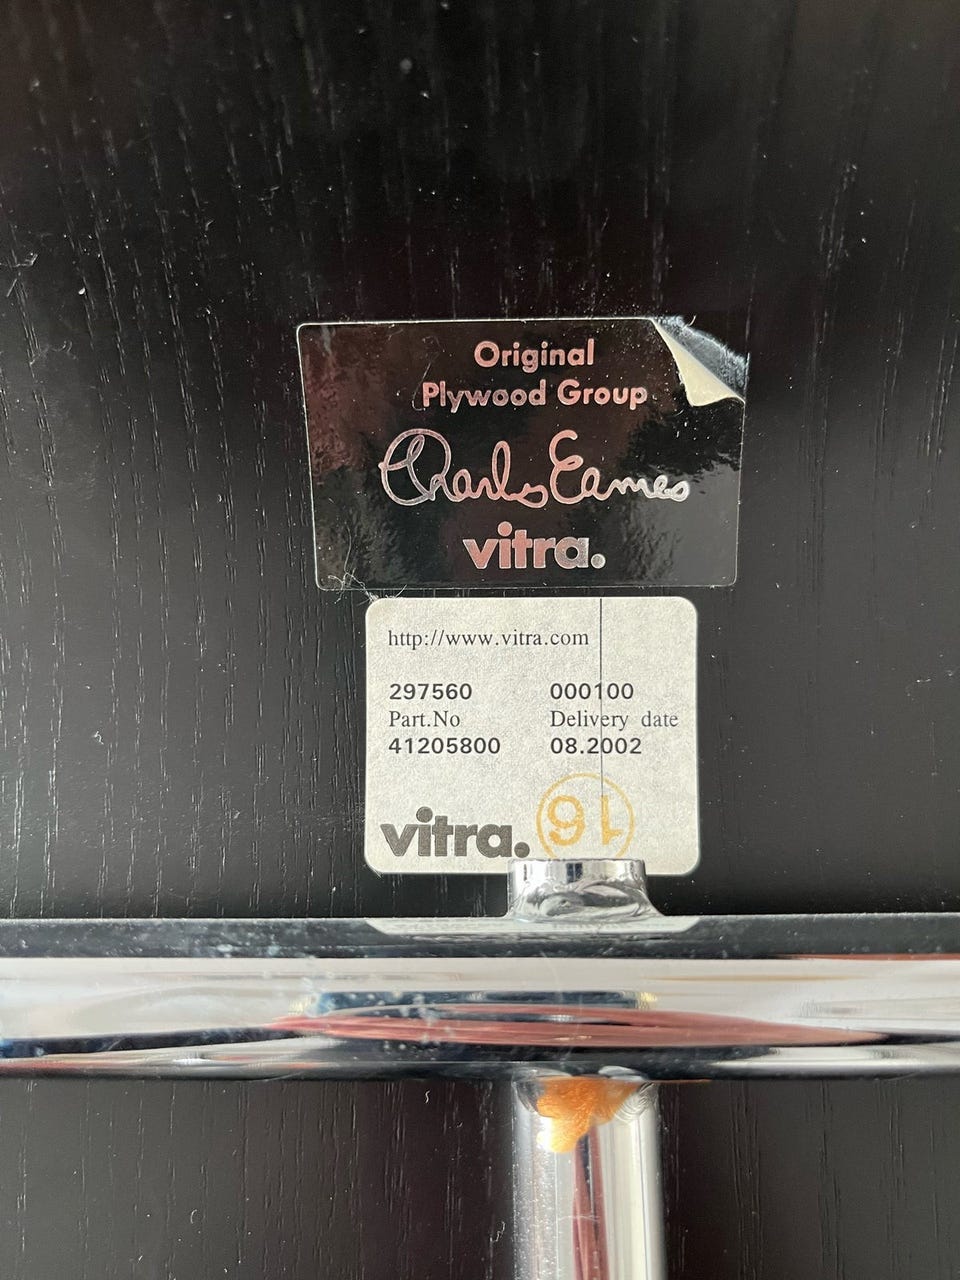 Original
Plywood Group
Charles Eames
vitra.
http://www.vitra.com
297560 000100
Part.No Delivery date
41205800 08.2002
vitra. 16